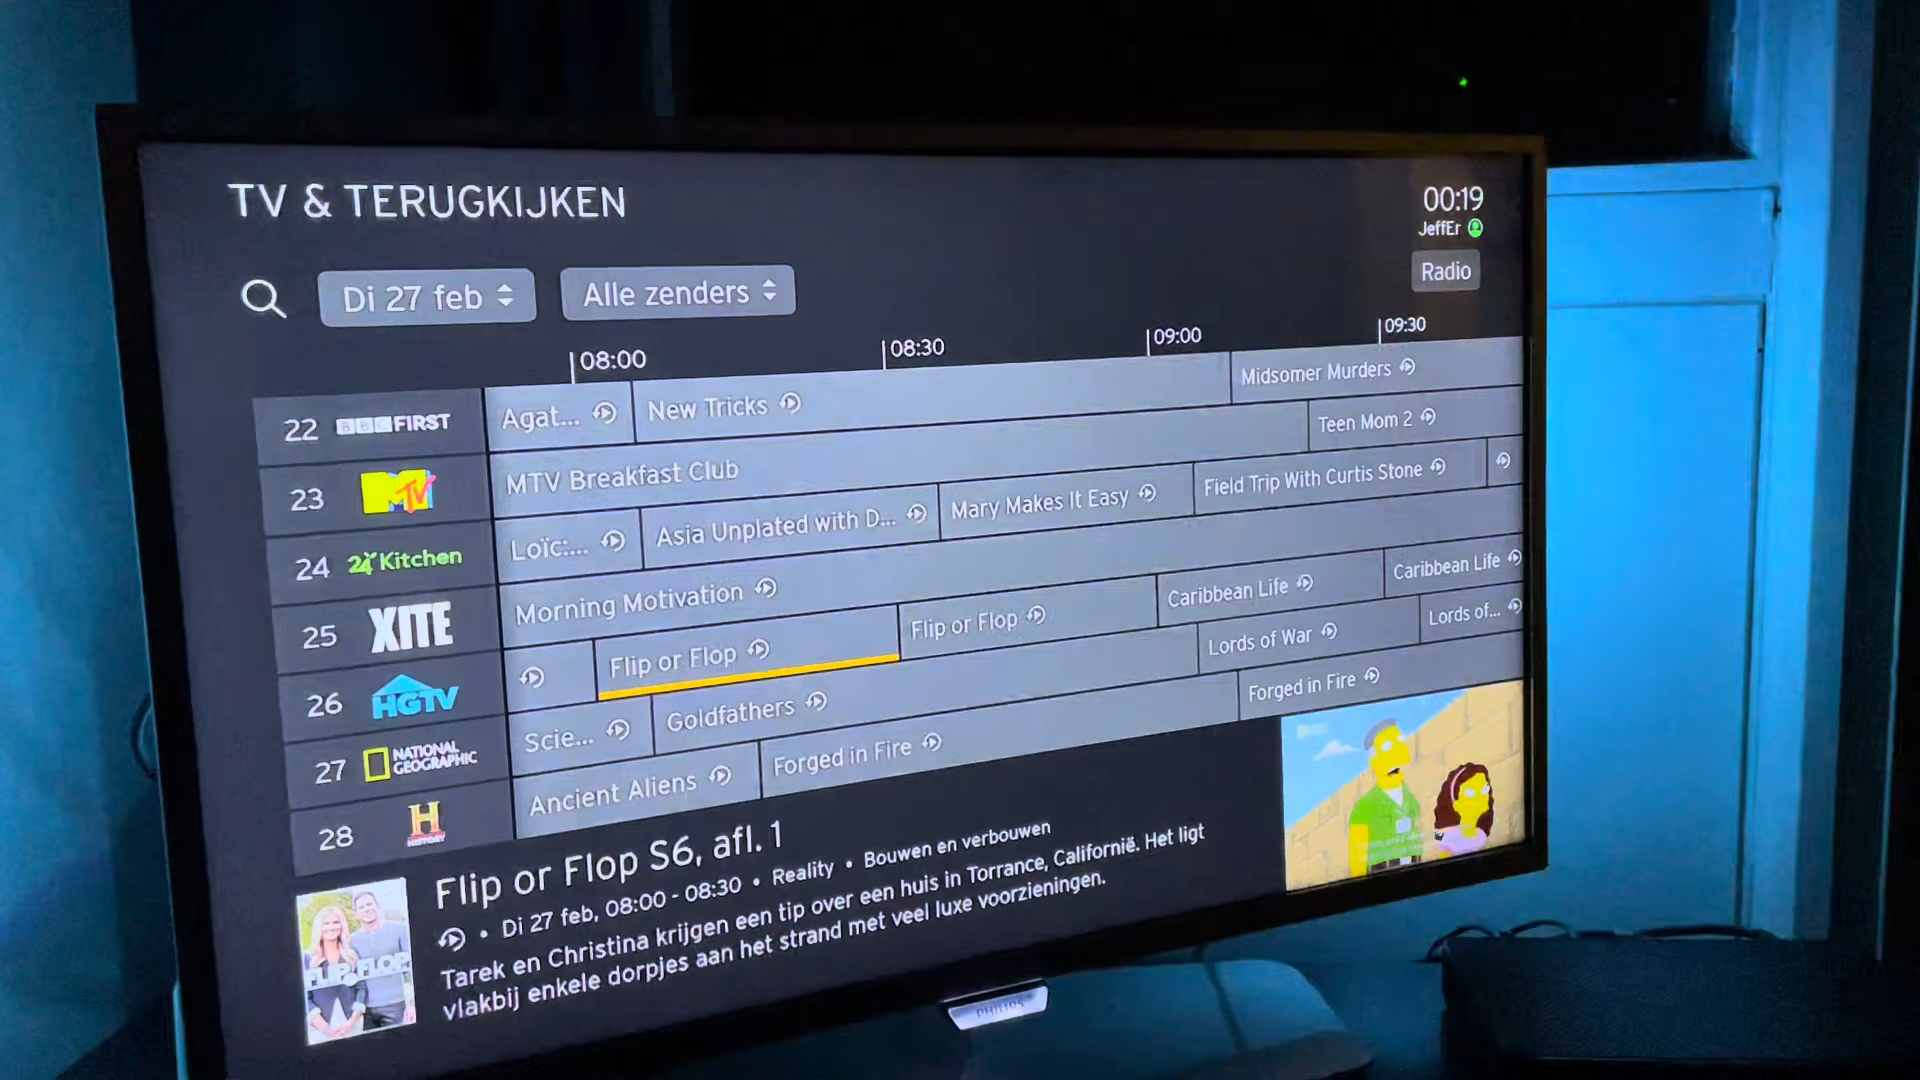 TV & TERUGKIJKEN
00:19
JeffEr
Di 27 feb
Alle zenders
Radio
08:00
08:30
09:00
09:30
22 BBC FIRST Agat... New Tricks Midsomer Murders
23 MTV MTV Breakfast Club Teen Mom 2
24 24Kitchen Loïc:... Asia Unplated with D... Mary Makes It Easy Field Trip With Curtis Stone
25 XITE Morning Motivation
26 HGTV Flip or Flop Flip or Flop Caribbean Life Caribbean Life
27 NATIONAL GEOGRAPHIC Scie... Goldfathers Lords of War Lords of...
28 H HISTORY Ancient Aliens Forged in Fire Forged in Fire
Flip or Flop S6, afl. 1
• Di 27 feb, 08:00 - 08:30 • Reality • Bouwen en verbouwen
Tarek en Christina krijgen een tip over een huis in Torrance, Californië. Het ligt
vlakbij enkele dorpjes aan het strand met veel luxe voorzieningen.
FLIP FLOP
PHILIPS